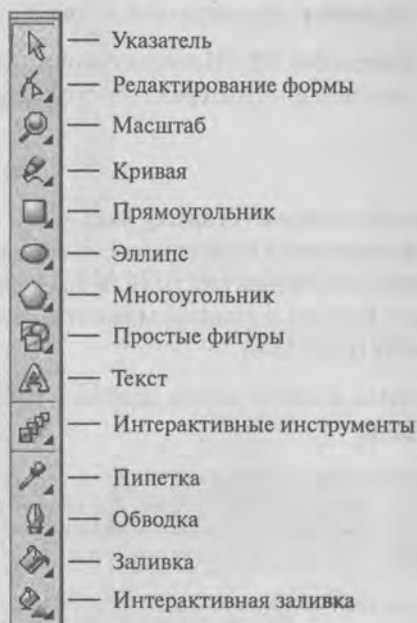 Указатель
Редактирование формы
Масштаб
Кривая
Прямоугольник
Эллипс
Многоугольник
Простые фигуры
Текст
Интерактивные инструменты
Пипетка
Обводка
Заливка
Интерактивная заливка